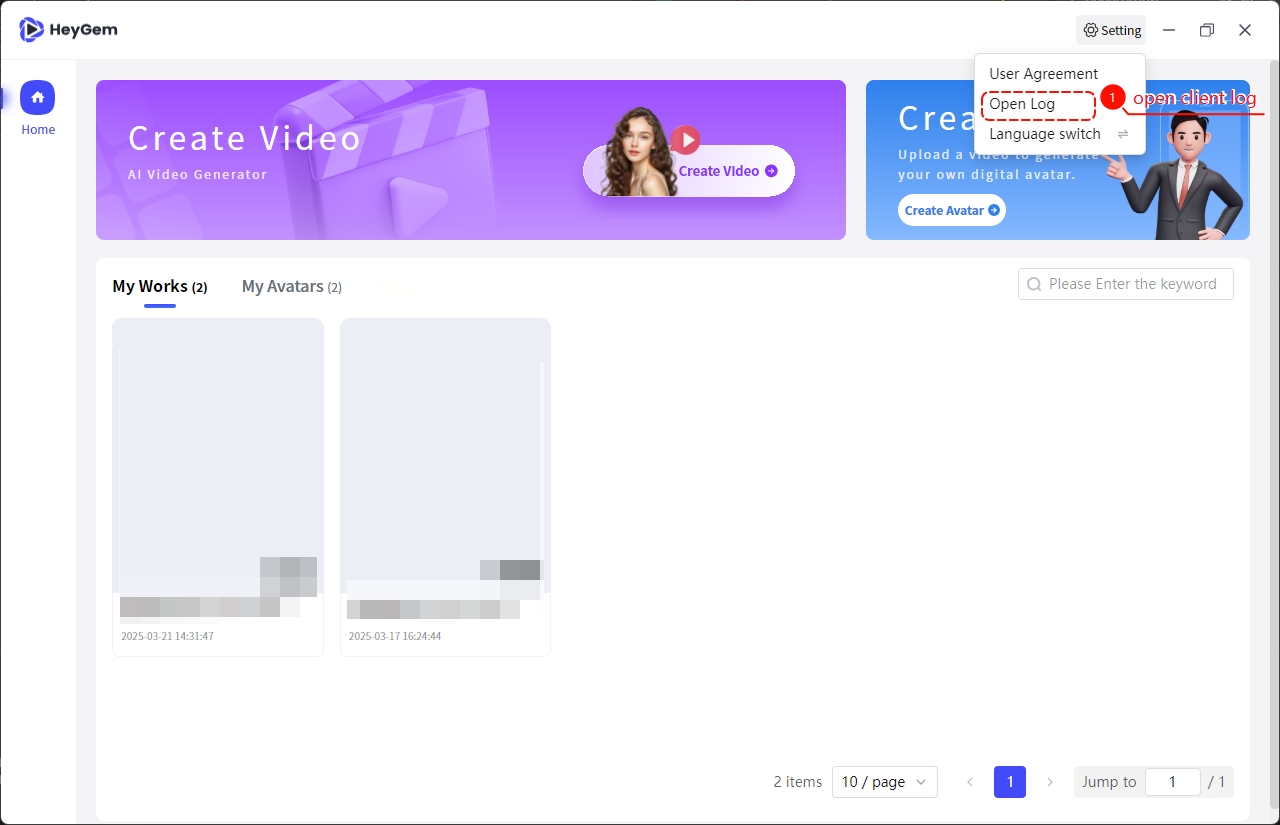 HeyGem
Setting
User Agreement
Open Log
1 open client log
Language switch
Home
Create Video
AI Video Generator
Create VIdeo
Crea
Upload a video to generate
your own digital avatar.
Create Avatar
My Works (2)
My Avatars (2)
Please Enter the keyword
2025-03-21 14:31:47
2025-03-17 16:24:44
2 items
10 / page
1
Jump to 1 / 1